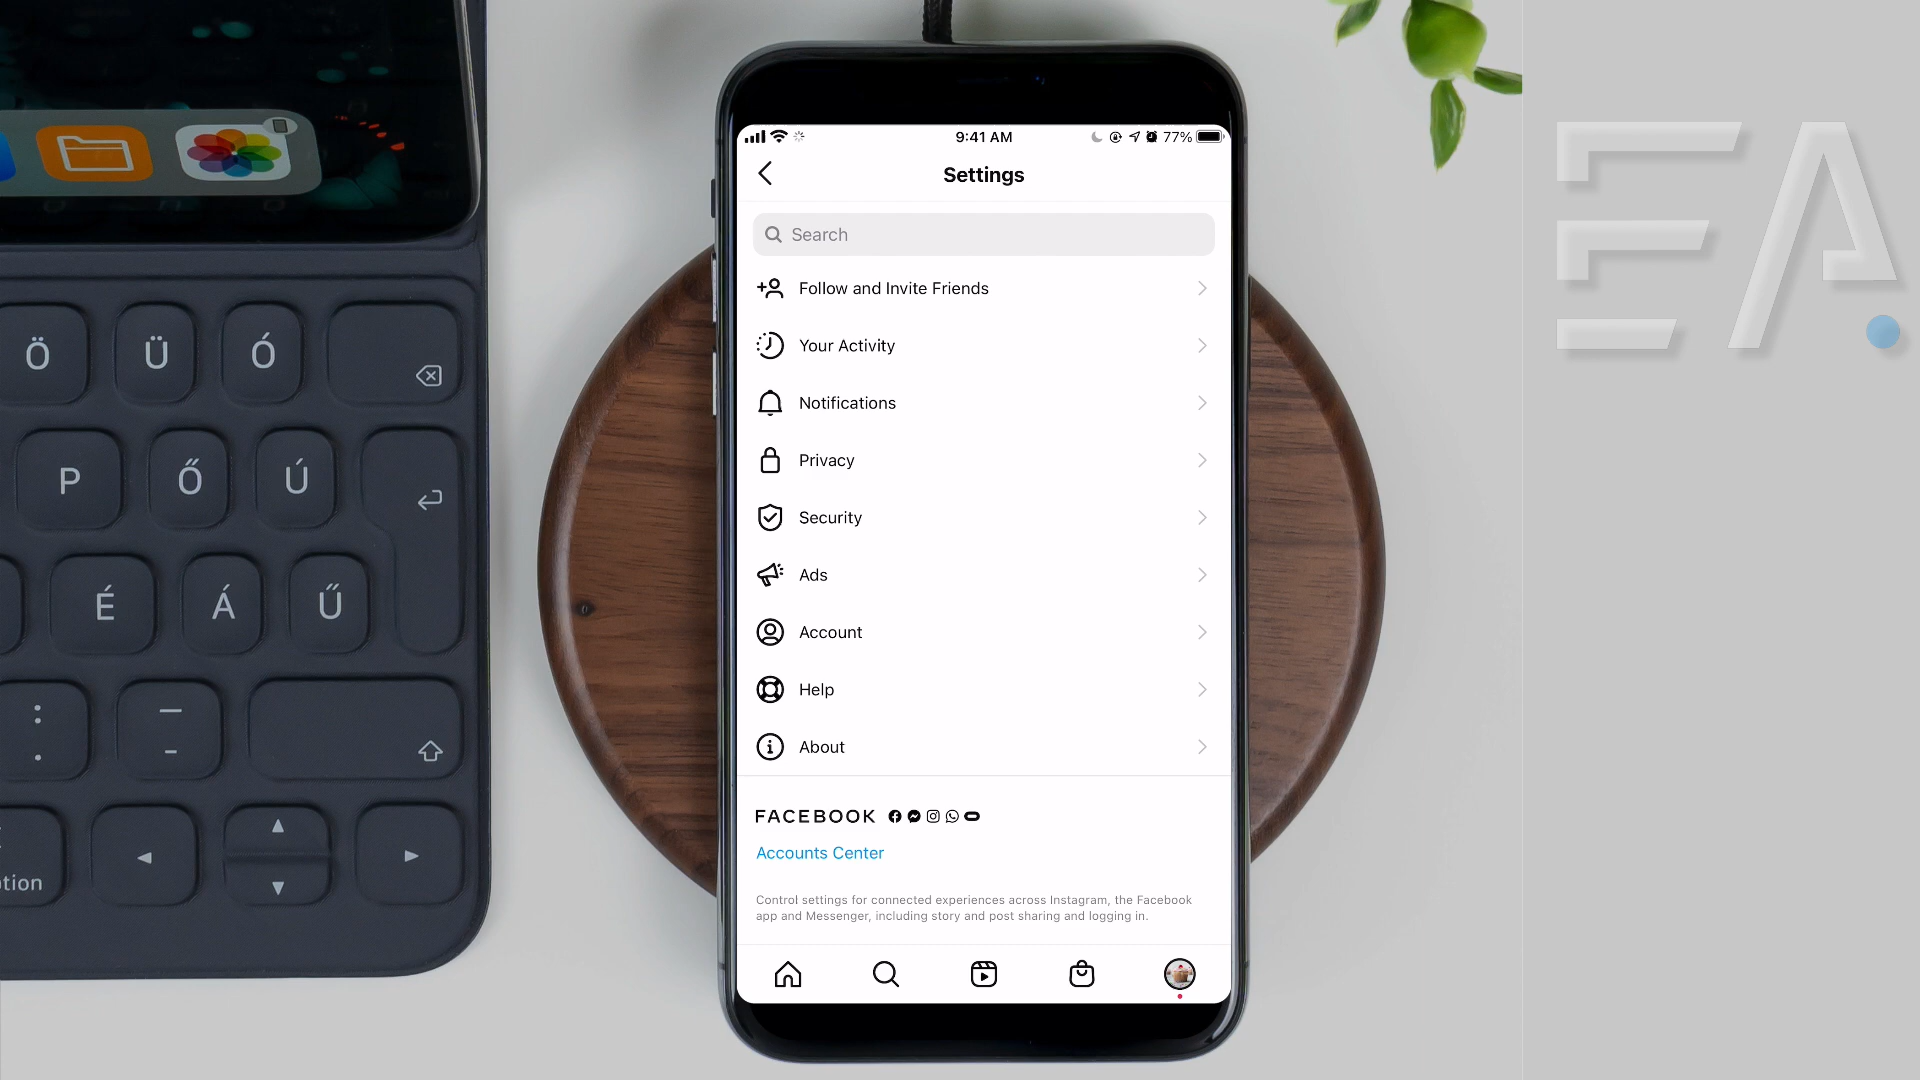 9:41 AM
77%
Settings
Search
Follow and Invite Friends
Your Activity
Notifications
Privacy
Security
Ads
Account
Help
About
FACEBOOK
Accounts Center
Control settings for connected experiences across Instagram, the Facebook
app and Messenger, including story and post sharing and logging in.
Ö Ü Ó
P Ő Ú
É Á Ű
: _
. -
tion
EA.